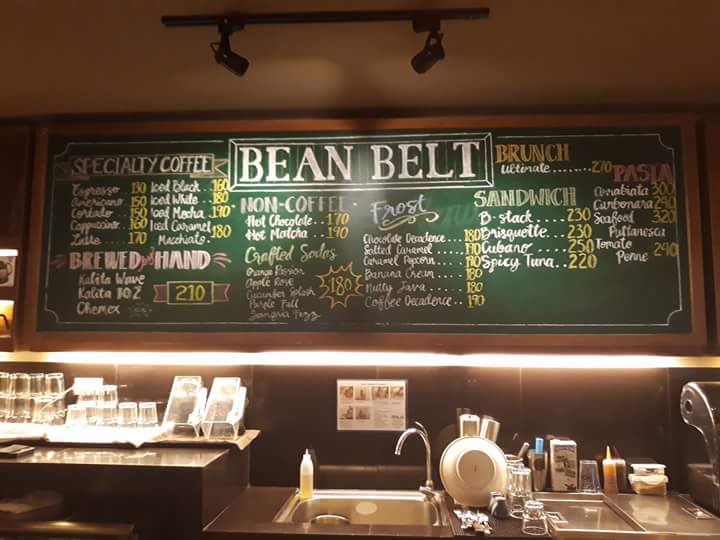 BEAN BELT
SPECIALTY COFFEE
Espresso .. 130
Americano .. 150
Cortado ... 150
Cappuccino . 160
Latte .. 170
Iced Black .. 160
Iced White ... 180
Iced Mocha .. 190
Iced Caramel
Macchiato .. 180
BREWED BY HAND
Kalita Wave
Kalita 102
Chemex
210
NON-COFFEE
Hot Chocolate .... 170
Hot Matcha ..... 190
Crafted Sodas
Orange Passion
Apple Rose
Cucumber Splash
Purple Fall
Sangria Fizz
180
Frost
Chocolate Decadence .. 180
Salted Caramel ..... 190
Caramel Popcorn .. 190
Banana Cream .... 180
Nutty Java ..... 180
Coffee Decadence .. 190
BRUNCH
Ultimate ........ 270
SANDWICH
B-stack ..... 230
Brisquette .... 230
Cubano ..... 250
Spicy Tuna .. 220
PASTA
Arrabiata 300
Carbonara 290
Seafood 320
Puttanesca
Tomato
Penne 240